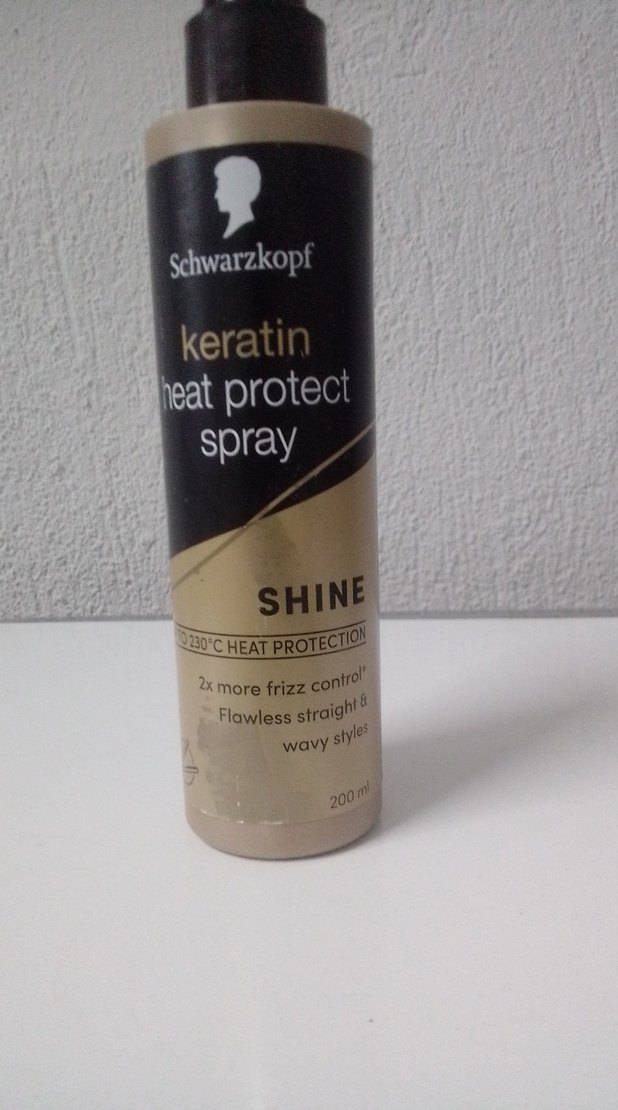 Schwarzkopf
keratin
heat protect
spray
SHINE
TO 230°C HEAT PROTECTION
2x more frizz control*
Flawless straight &
wavy styles
200 ml